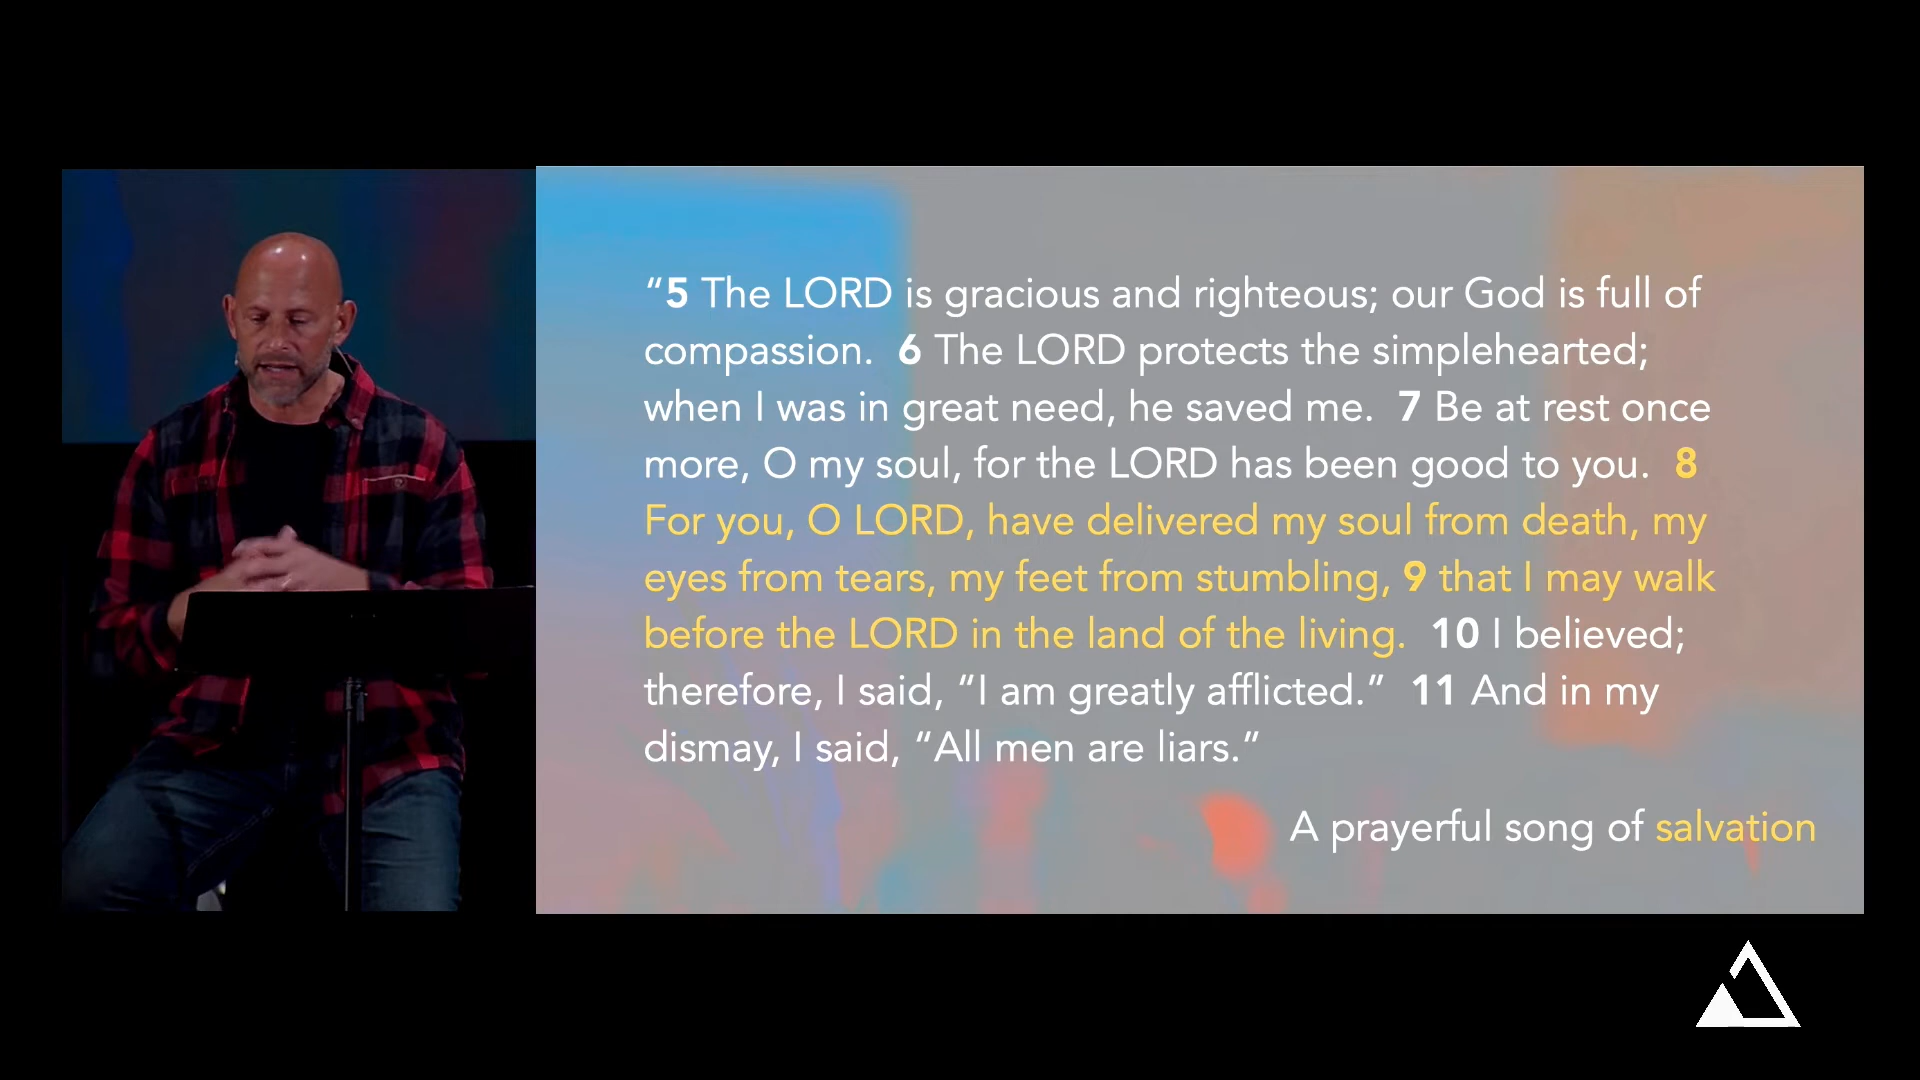 “5 The LORD is gracious and righteous; our God is full of
compassion. 6 The LORD protects the simplehearted;
when I was in great need, he saved me. 7 Be at rest once
more, O my soul, for the LORD has been good to you. 8
For you, O LORD, have delivered my soul from death, my
eyes from tears, my feet from stumbling, 9 that I may walk
before the LORD in the land of the living. 10 I believed;
therefore, I said, “I am greatly afflicted.” 11 And in my
dismay, I said, “All men are liars.”
A prayerful song of salvation